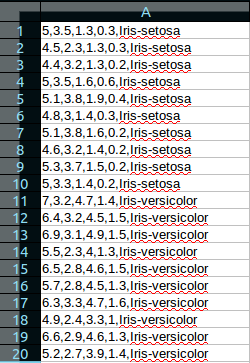 A
1 5,3.5,1.3,0.3,Iris-setosa
2 4.5,2.3,1.3,0.3,Iris-setosa
3 4.4,3.2,1.3,0.2,Iris-setosa
4 5,3.5,1.6,0.6,Iris-setosa
5 5.1,3.8,1.9,0.4,Iris-setosa
6 4.8,3,1.4,0.3,Iris-setosa
7 5.1,3.8,1.6,0.2,Iris-setosa
8 4.6,3.2,1.4,0.2,Iris-setosa
9 5.3,3.7,1.5,0.2,Iris-setosa
10 5,3.3,1.4,0.2,Iris-setosa
11 7,3.2,4.7,1.4,Iris-versicolor
12 6.4,3.2,4.5,1.5,Iris-versicolor
13 6.9,3.1,4.9,1.5,Iris-versicolor
14 5.5,2.3,4,1.3,Iris-versicolor
15 6.5,2.8,4.6,1.5,Iris-versicolor
16 5.7,2.8,4.5,1.3,Iris-versicolor
17 6.3,3.3,4.7,1.6,Iris-versicolor
18 4.9,2.4,3.3,1,Iris-versicolor
19 6.6,2.9,4.6,1.3,Iris-versicolor
20 5.2,2.7,3.9,1.4,Iris-versicolor